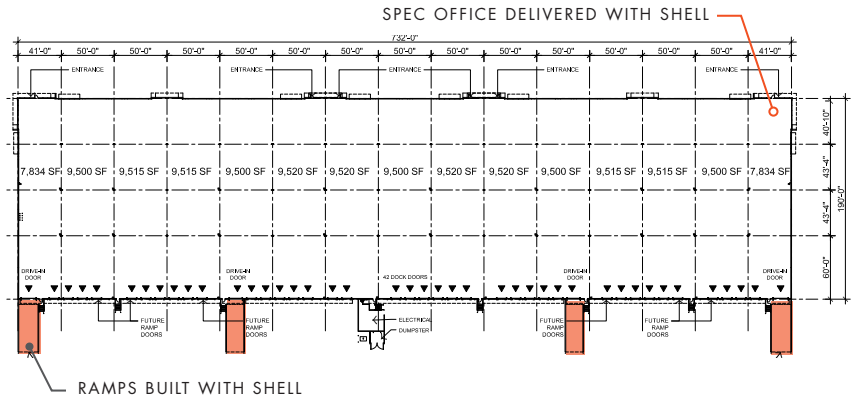 SPEC OFFICE DELIVERED WITH SHELL
732'-0"
41'-0" 50'-0" 50'-0" 50'-0" 50'-0" 50'-0" 50'-0" 50'-0" 50'-0" 50'-0" 50'-0" 50'-0" 50'-0" 50'-0" 41'-0"
ENTRANCE ENTRANCE ENTRANCE ENTRANCE ENTRANCE
40'-10"
7,834 SF 9,500 SF 9,515 SF 9,515 SF 9,500 SF 9,520 SF 9,520 SF 9,500 SF 9,520 SF 9,520 SF 9,500 SF 9,515 SF 9,515 SF 9,500 SF 7,834 SF
43'-4"
190'-0"
43'-4"
60'-0"
DRIVE-IN DRIVE-IN 42 DOCK DOORS DRIVE-IN DRIVE-IN
DOOR DOOR DOOR DOOR
FUTURE FUTURE ELECTRICAL FUTURE FUTURE
RAMP RAMP DUMPSTER RAMP RAMP
DOORS DOORS DOORS DOORS
RAMPS BUILT WITH SHELL